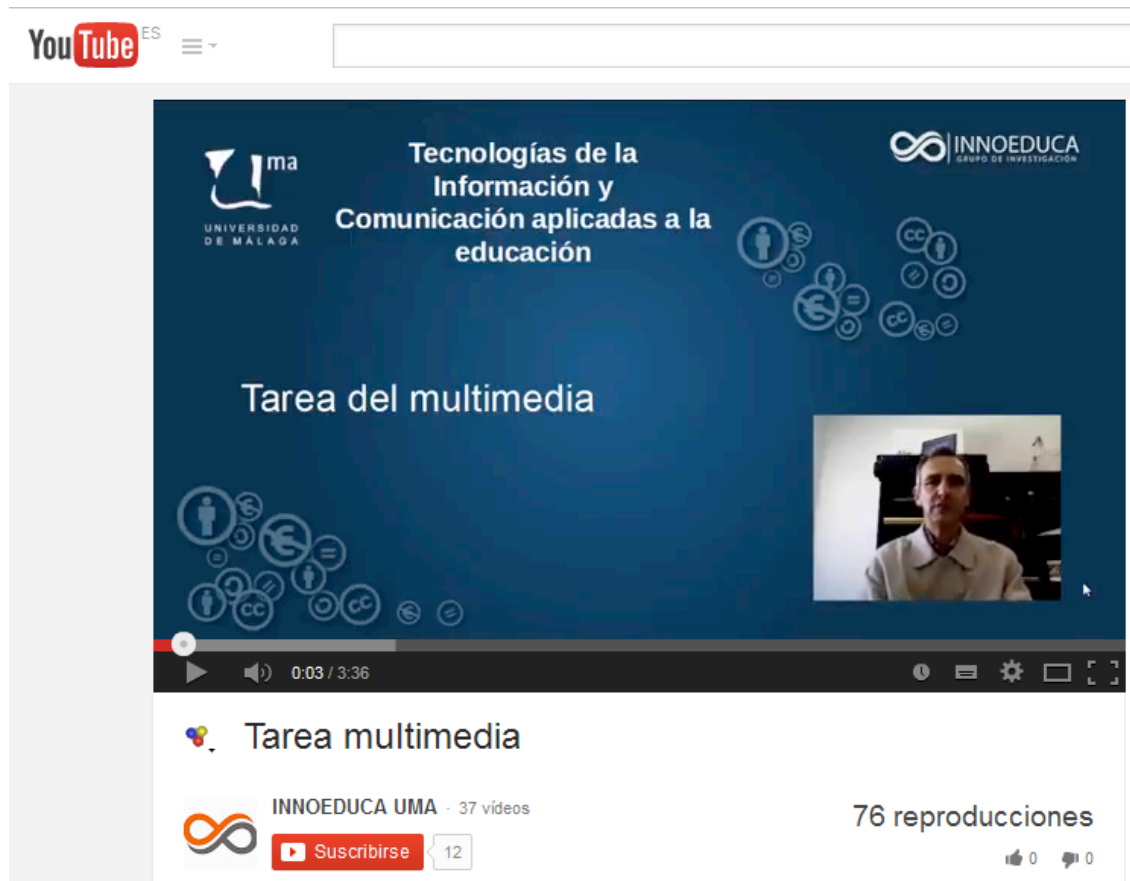 YouTube ES
Tecnologías de la
Información y
Comunicación aplicadas a la
educación
uma
UNIVERSIDAD
DE MÁLAGA
INNOEDUCA
GRUPO DE INVESTIGACIÓN
Tarea del multimedia
0:03 / 3:36
Tarea multimedia
INNOEDUCA UMA · 37 vídeos
Suscribirse 12
76 reproducciones
0 0